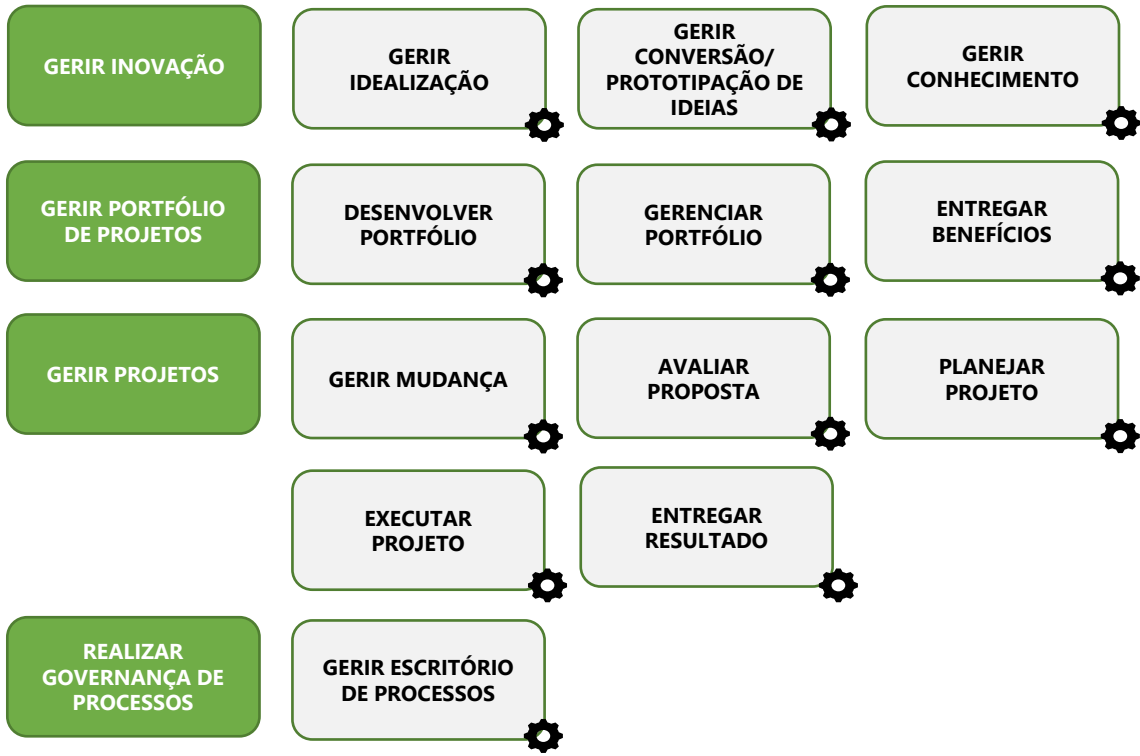 GERIR INOVAÇÃO
GERIR
IDEALIZAÇÃO
GERIR
CONVERSÃO/
PROTOTIPAÇÃO DE
IDEIAS
GERIR
CONHECIMENTO
GERIR PORTFÓLIO
DE PROJETOS
DESENVOLVER
PORTFÓLIO
GERENCIAR
PORTFÓLIO
ENTREGAR
BENEFÍCIOS
GERIR PROJETOS
GERIR MUDANÇA
AVALIAR
PROPOSTA
PLANEJAR
PROJETO
EXECUTAR
PROJETO
ENTREGAR
RESULTADO
REALIZAR
GOVERNANÇA DE
PROCESSOS
GERIR ESCRITÓRIO
DE PROCESSOS